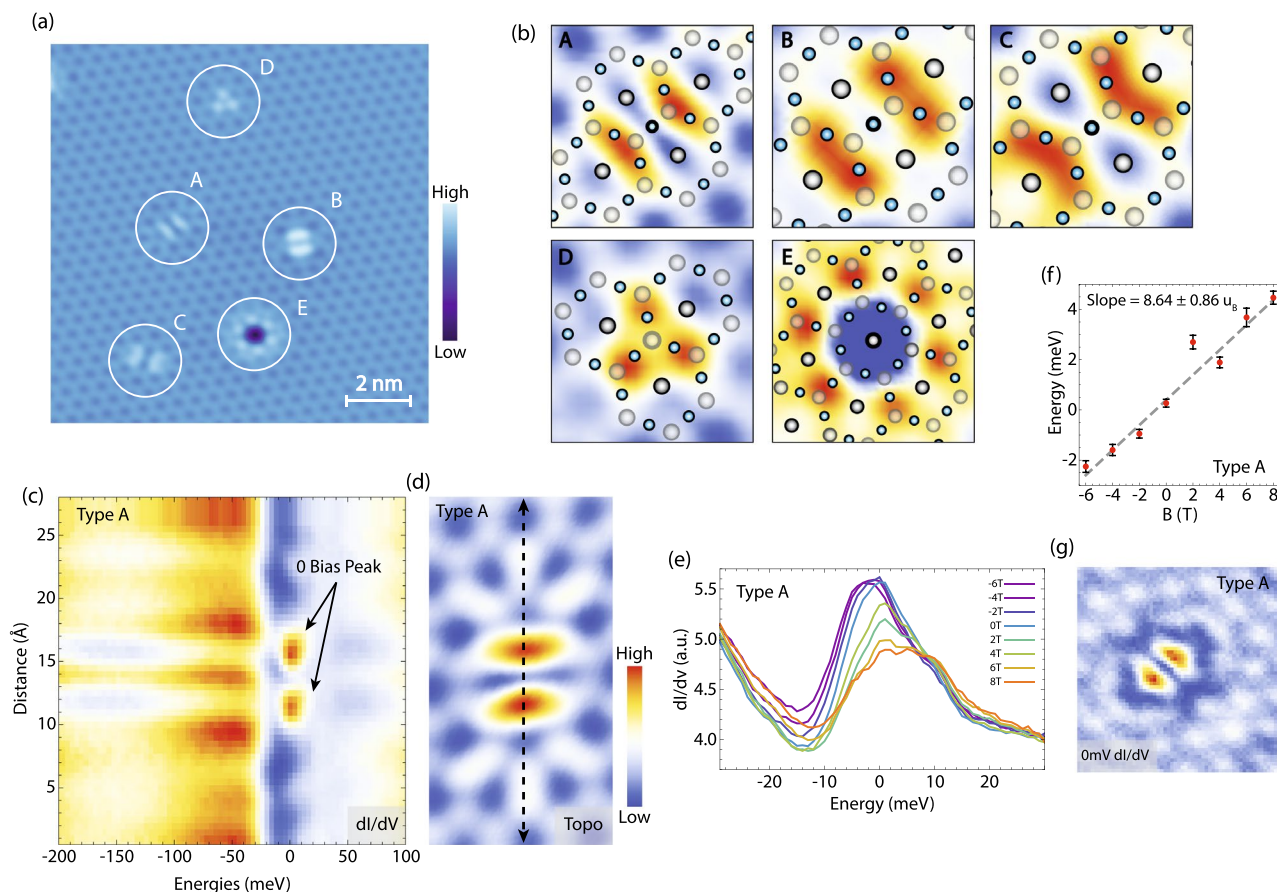 (a)
D
A
B
C
E
2 nm
High
Low
(b)
A
B
C
D
E
(f)
Slope = 8.64 ± 0.86 uB
Energy (meV)
4
2
0
-2
-6 -4 -2 0 2 4 6 8
B (T)
Type A
(c)
Type A
0 Bias Peak
dI/dV
Distance (Å)
25
20
15
10
5
-200 -150 -100 -50 0 50 100
Energies (meV)
(d)
Type A
Topo
High
Low
(e)
Type A
-6T
-4T
-2T
0T
2T
4T
6T
8T
dI/dv (a.u.)
5.5
5.0
4.5
4.0
-20 -10 0 10 20
Energy (meV)
(g)
Type A
0mV dI/dV